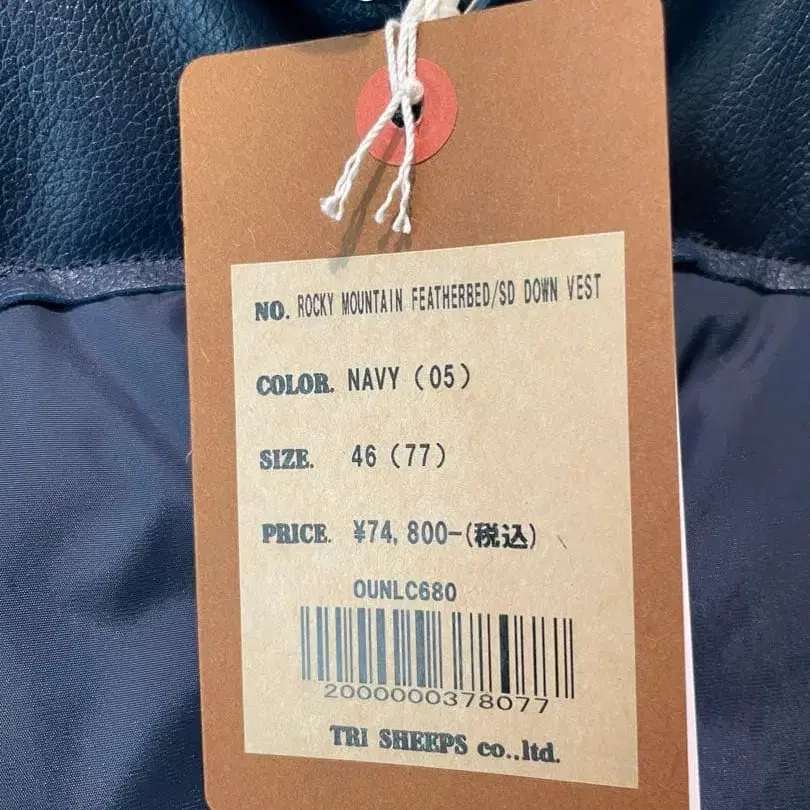 NO. ROCKY MOUNTAIN FEATHERBED/SD DOWN VEST
COLOR. NAVY (05)
SIZE. 46 (77)
PRICE. ¥74,800-(税込)
OUNLC680
2000000378077
TRI SHEEPS co.,ltd.